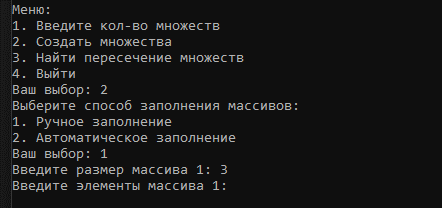 Меню:
1. Введите кол-во множеств
2. Создать множества
3. Найти пересечение множеств
4. Выйти
Ваш выбор: 2
Выберите способ заполнения массивов:
1. Ручное заполнение
2. Автоматическое заполнение
Ваш выбор: 1
Введите размер массива 1: 3
Введите элементы массива 1: